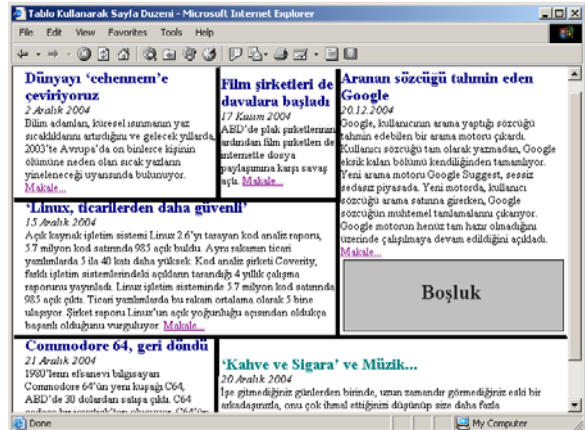 Tablo Kullanarak Sayfa Duzeni - Microsoft Internet Explorer
File Edit View Favorites Tools Help
Dünyayı ‘cehennem’e
çeviriyoruz
2 Aralık 2004
Bilim adamları, küresel ısınmanın yaz
sıcaklıklarını artırdığını ve gelecek yıllarda,
2003’te Avrupa’da on binlerce kişinin
ölümüne neden olan sıcak yazların
yineleneceği uyarısında bulunuyor.
Makale...
Film şirketleri de
davalara başladı
17 Kasım 2004
ABD’de plak şirketlerinin
ardından film şirketleri de
internette dosya
paylaşımına karşı savaş
açtı. Makale...
Aranan sözcüğü tahmin eden
Google
20.12.2004
Google, kullanıcının arama yaptığı sözcüğü
tahmin edebilen bir arama motoru çıkardı.
Kullanıcı sözcüğü tam olarak yazmadan, Google
eksik kalan bölümü kendiliğinden tamamlıyor.
Yeni arama motoru Google Suggest, sessiz
sedasız piyasada. Yeni motorda, kullanıcı
sözcüğü arama satırına girerken, Google
sözcüğün muhtemel tamlamalarını çıkarıyor.
Google motorun henüz tam hazır olmadığını
üzerinde çalışılmaya devam edildiğini açıkladı.
Makale...
Boşluk
‘Linux, ticarilerden daha güvenli’
15 Aralık 2004
Açık kaynak işletim sistemi Linux 2.6’yı tarayan kod analiz raporu,
5.7 milyon kod satırında 985 açık buldu. Aynı rakamın ticari
yazılımlarda 5 ila 40 katı daha yüksek. Kod analiz şirketi Coverity,
farklı işletim sistemlerindeki açıkların tarandığı 4 yıllık çalışma
raporunu yayınladı. Linux işletim sisteminde 5.7 milyon kod satırında
985 açık çıktı. Ticari yazılımlarda bu rakam ortalama olarak 5 bine
ulaşıyor. Şirket raporu Linux’un açık yoğunluğu açısından oldukça
başarılı olduğunu vurguluyor. Makale...
Commodore 64, geri döndü
21 Aralık 2004
1980’lerin efsanevi bilgisayarı
Commodore 64’ün yeni kuşağı C64,
ABD’de 30 dolardan satışa çıktı. C64
‘Kahve ve Sigara’ ve Müzik...
20 Aralık 2004
İşe gitmediğiniz günlerden birinde, uzun zamandır görmediğiniz eski bir
arkadaşınızla, onu çok ihmal ettiğinizi düşünüp size daha fazla
Done
My Computer